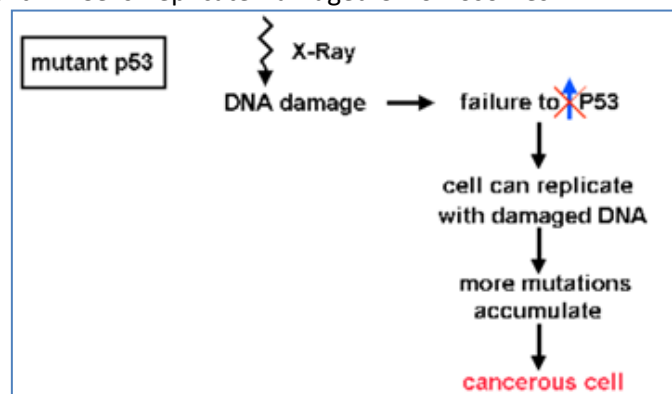 X-Ray
mutant p53
DNA damage
failure to P53
cell can replicate
with damaged DNA
more mutations
accumulate
cancerous cell